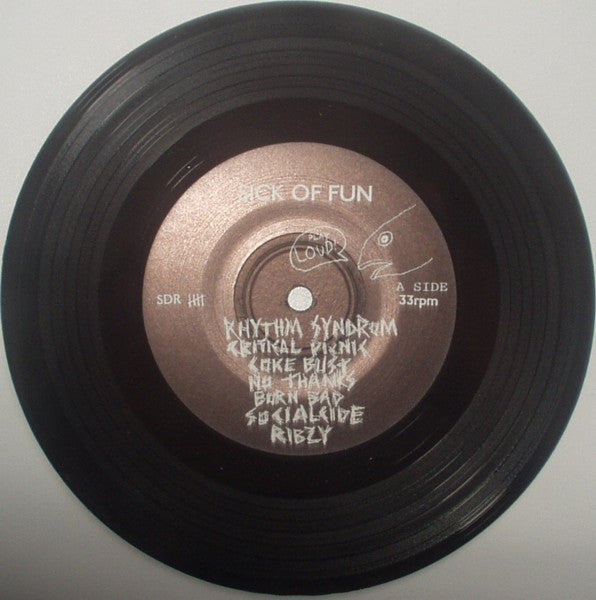 SICK OF FUN
PLAY
LOUD!
A SIDE
SDR
33rpm
RHYTHM SYNDROM
CRITICAL PICNIC
COKE BUST
NO THANKS
BORN BAD
SOCIALCIDE
RIBZY